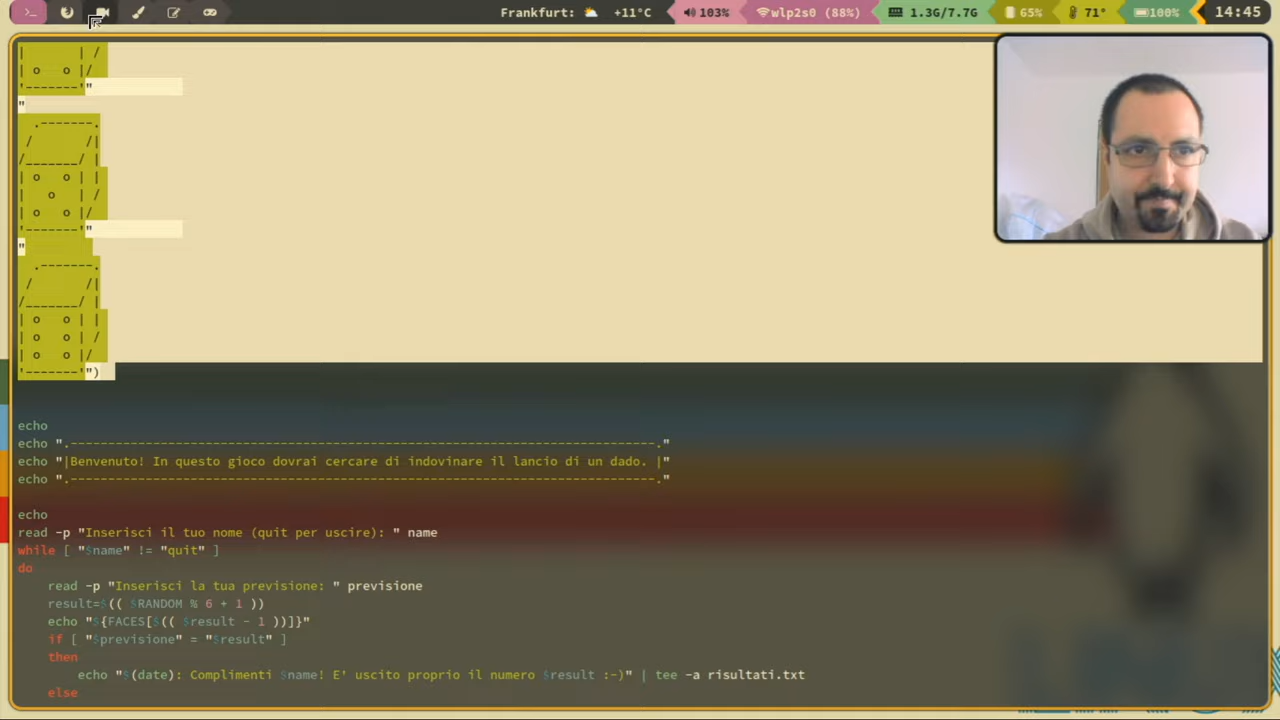 >_ Frankfurt: +11°C 103% wlp2s0 (88%) 1.3G/7.7G 65% 71° 100% 14:45
|       | /
| o   o |/
'-------'"
"
  .-------.
 /       /|
/_______/ |
| o   o | |
|   o   | /
| o   o |/
'-------'"
"
  .-------.
 /       /|
/_______/ |
| o   o | |
| o   o | /
| o   o |/
'-------'")
echo
echo ".------------------------------------------------------------------------------."
echo "|Benvenuto! In questo gioco dovrai cercare di indovinare il lancio di un dado. |"
echo ".------------------------------------------------------------------------------."
echo
read -p "Inserisci il tuo nome (quit per uscire): " name
while [ "$name" != "quit" ]
do
    read -p "Inserisci la tua previsione: " previsione
    result=$(( $RANDOM % 6 + 1 ))
    echo "${FACES[$(( $result - 1 ))]}"
    if [ "$previsione" = "$result" ]
    then
        echo "$(date): Complimenti $name! E' uscito proprio il numero $result :-)" | tee -a risultati.txt
    else